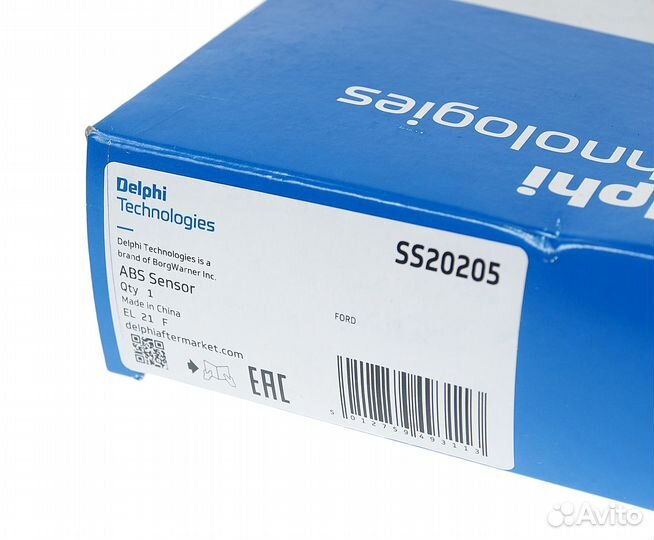 Technologies
Delphi
Delphi
Technologies
Delphi Technologies is a
brand of BorgWarner Inc.
ABS Sensor
Qty 1
Made in China
EL 21 F
delphiaftermarket.com
SS20205
FORD
EAC
5012759493113
Avito